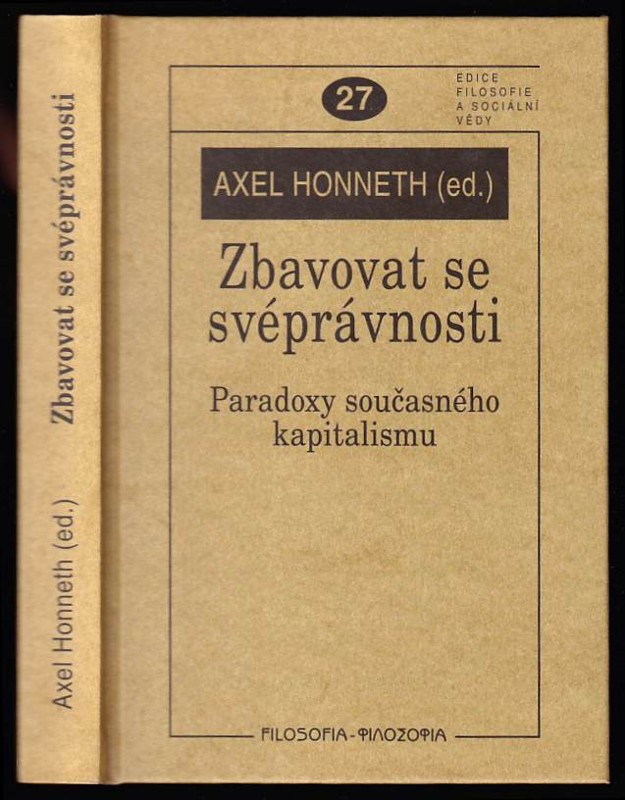 Axel Honneth (ed.) Zbavovat se svéprávnosti
27
EDICE
FILOSOFIE
A SOCIÁLNÍ
VĚDY
AXEL HONNETH (ed.)
Zbavovat se
svéprávnosti
Paradoxy současného
kapitalismu
FILOSOFIA-ΦΙΛΟΣΟΦΙΑ